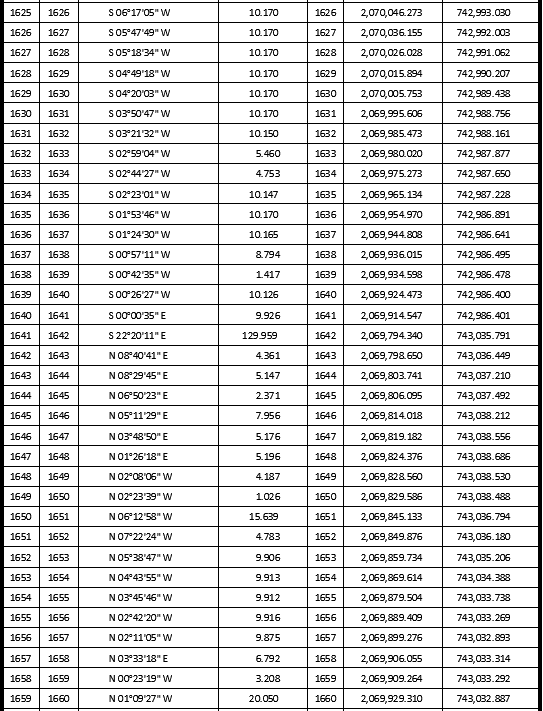 1625 1626 S 06°17'05" W 10.170 1626 2,070,046.273 742,993.030
1626 1627 S 05°47'49" W 10.170 1627 2,070,036.155 742,992.003
1627 1628 S 05°18'34" W 10.170 1628 2,070,026.028 742,991.062
1628 1629 S 04°49'18" W 10.170 1629 2,070,015.894 742,990.207
1629 1630 S 04°20'03" W 10.170 1630 2,070,005.753 742,989.438
1630 1631 S 03°50'47" W 10.170 1631 2,069,995.606 742,988.756
1631 1632 S 03°21'32" W 10.150 1632 2,069,985.473 742,988.161
1632 1633 S 02°59'04" W 5.460 1633 2,069,980.020 742,987.877
1633 1634 S 02°44'27" W 4.753 1634 2,069,975.273 742,987.650
1634 1635 S 02°23'01" W 10.147 1635 2,069,965.134 742,987.228
1635 1636 S 01°53'46" W 10.170 1636 2,069,954.970 742,986.891
1636 1637 S 01°24'30" W 10.165 1637 2,069,944.808 742,986.641
1637 1638 S 00°57'11" W 8.794 1638 2,069,936.015 742,986.495
1638 1639 S 00°42'35" W 1.417 1639 2,069,934.598 742,986.478
1639 1640 S 00°26'27" W 10.126 1640 2,069,924.473 742,986.400
1640 1641 S 00°00'35" E 9.926 1641 2,069,914.547 742,986.401
1641 1642 S 22°20'11" E 129.959 1642 2,069,794.340 743,035.791
1642 1643 N 08°40'41" E 4.361 1643 2,069,798.650 743,036.449
1643 1644 N 08°29'45" E 5.147 1644 2,069,803.741 743,037.210
1644 1645 N 06°50'23" E 2.371 1645 2,069,806.095 743,037.492
1645 1646 N 05°11'29" E 7.956 1646 2,069,814.018 743,038.212
1646 1647 N 03°48'50" E 5.176 1647 2,069,819.182 743,038.556
1647 1648 N 01°26'18" E 5.196 1648 2,069,824.376 743,038.686
1648 1649 N 02°08'06" W 4.187 1649 2,069,828.560 743,038.530
1649 1650 N 02°23'39" W 1.026 1650 2,069,829.586 743,038.488
1650 1651 N 06°12'58" W 15.639 1651 2,069,845.133 743,036.794
1651 1652 N 07°22'24" W 4.783 1652 2,069,849.876 743,036.180
1652 1653 N 05°38'47" W 9.906 1653 2,069,859.734 743,035.206
1653 1654 N 04°43'55" W 9.913 1654 2,069,869.614 743,034.388
1654 1655 N 03°45'46" W 9.912 1655 2,069,879.504 743,033.738
1655 1656 N 02°42'20" W 9.916 1656 2,069,889.409 743,033.269
1656 1657 N 02°11'05" W 9.875 1657 2,069,899.276 743,032.893
1657 1658 N 03°33'18" E 6.792 1658 2,069,906.055 743,033.314
1658 1659 N 00°23'19" W 3.208 1659 2,069,909.264 743,033.292
1659 1660 N 01°09'27" W 20.050 1660 2,069,929.310 743,032.887